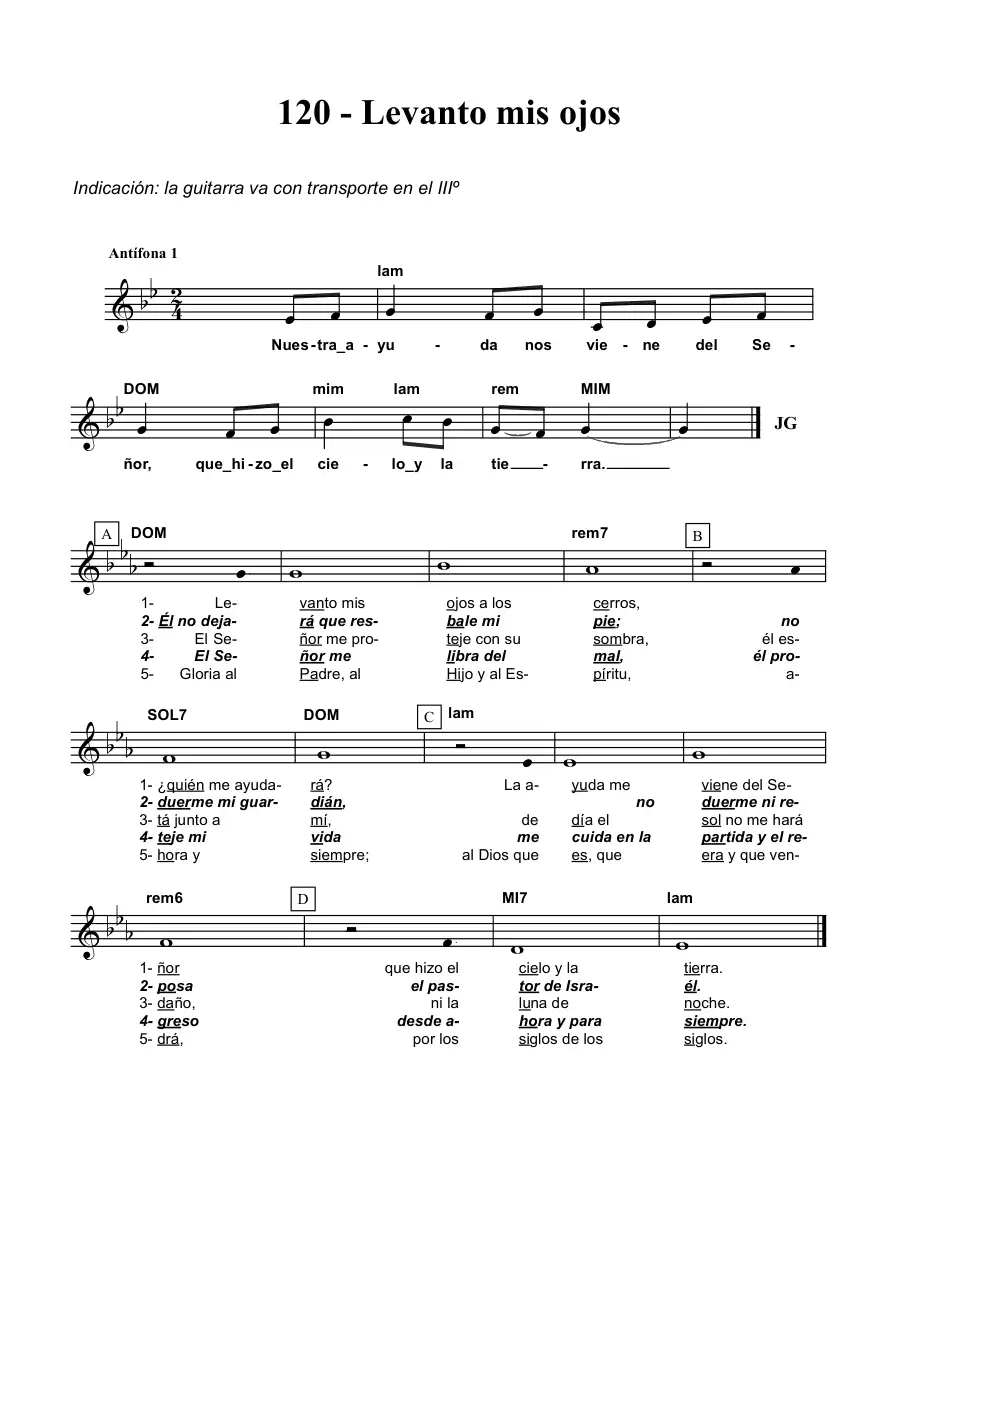 120 - Levanto mis ojos
Indicación: la guitarra va con transporte en el IIIº
Antífona 1
lam
2
4
Nues-tra_a - yu - da nos vie - ne del Se -
DOM mim lam rem MIM
JG
ñor, que_hi-zo_el cie - lo_y la tie - rra.
A DOM rem7 B
1- Le- vanto mis ojos a los cerros,
2- Él no deja- rá que res- bale mi pie; no
3- El Se- ñor me pro- teje con su sombra, él es-
4- El Se- ñor me libra del mal, él pro-
5- Gloria al Padre, al Hijo y al Es- píritu, a-
SOL7 DOM C lam
1- ¿quién me ayuda- rá? La a- yuda me viene del Se-
2- duerme mi guar- dián, no duerme ni re-
3- tá junto a mí, de día el sol no me hará
4- teje mi vida me cuida en la partida y el re-
5- hora y siempre; al Dios que es, que era y que ven-
rem6 D MI7 lam
1- ñor que hizo el cielo y la tierra.
2- posa el pas- tor de Isra- él.
3- daño, ni la luna de noche.
4- greso desde a- hora y para siempre.
5- drá, por los siglos de los siglos.